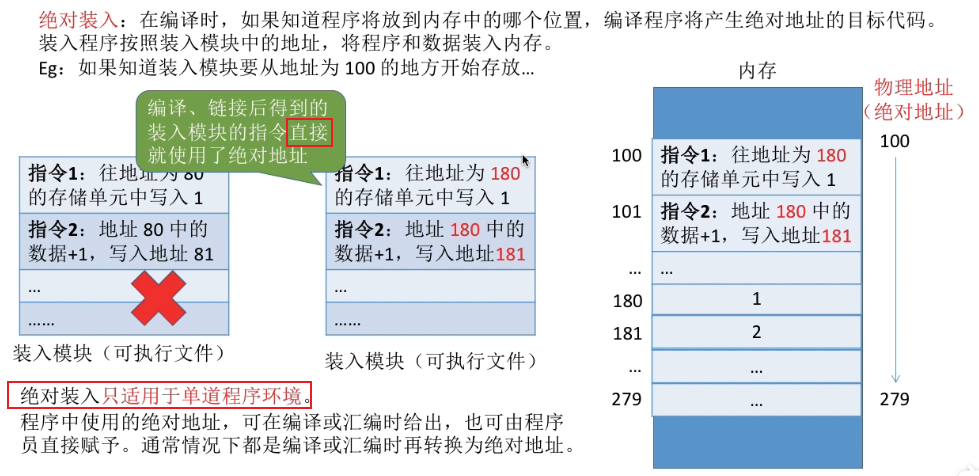 绝对装入：在编译时，如果知道程序将放到内存中的哪个位置，编译程序将产生绝对地址的目标代码。
装入程序按照装入模块中的地址，将程序和数据装入内存。
Eg：如果知道装入模块要从地址为 100 的地方开始存放...
编译、链接后得到的
装入模块的指令直接
就使用了绝对地址
指令1：往地址为 80
的存储单元中写入 1
指令2：地址 80 中的
数据+1，写入地址 81
...
......
装入模块（可执行文件）
指令1：往地址为 180
的存储单元中写入 1
指令2：地址 180 中的
数据+1，写入地址181
...
......
装入模块（可执行文件）
内存
物理地址
（绝对地址）
100
指令1：往地址为 180
的存储单元中写入 1
100
101
指令2：地址 180 中的
数据+1，写入地址181
...
...
180
1
181
2
...
...
279
...
279
绝对装入只适用于单道程序环境。
程序中使用的绝对地址，可在编译或汇编时给出，也可由程序
员直接赋予。通常情况下都是编译或汇编时再转换为绝对地址。